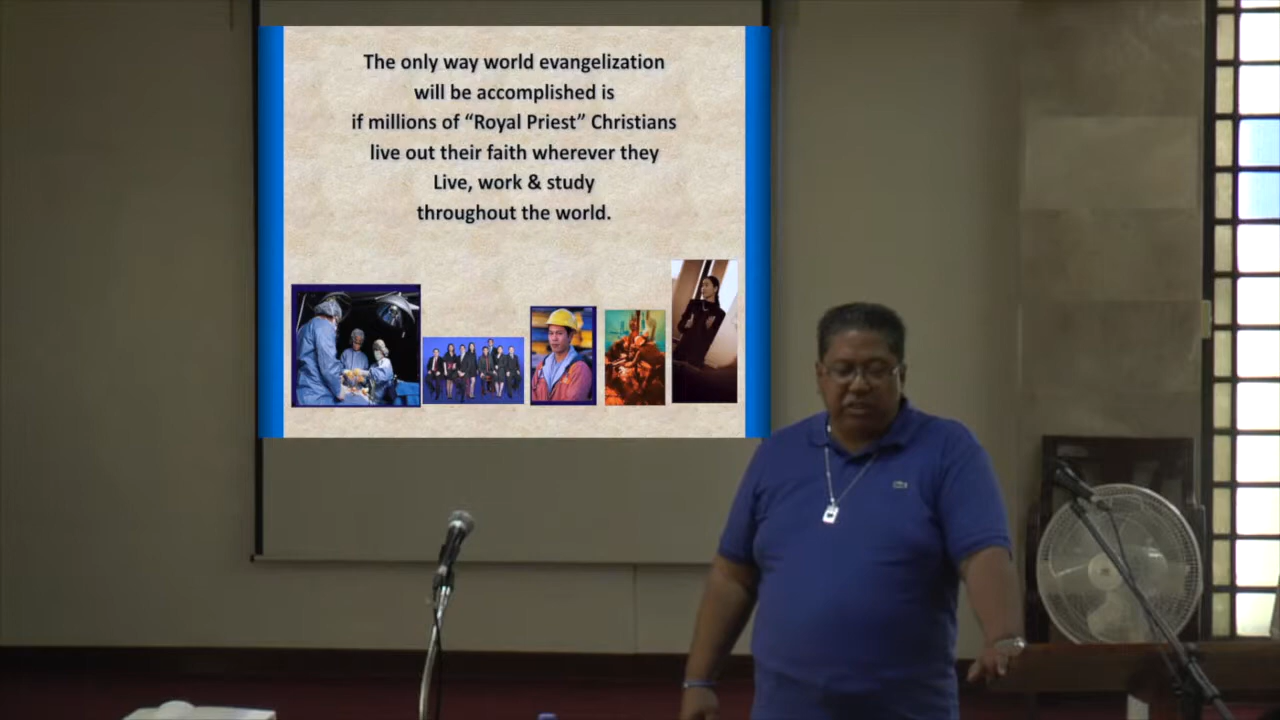 The only way world evangelization
will be accomplished is
if millions of “Royal Priest” Christians
live out their faith wherever they
Live, work & study
throughout the world.